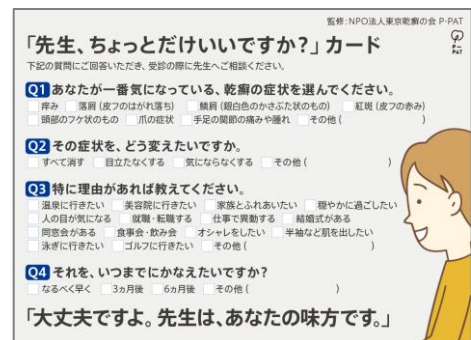 監修：NPO法人東京乾癬の会 P-PAT
「先生、ちょっとだけいいですか？」カード
P-PAT
下記の質問にご回答いただき、受診の際に先生へご相談ください。
Q1 あなたが一番気になっている、乾癬の症状を選んでください。
痒み 落屑（皮フのはがれ落ち） 鱗屑（銀白色のかさぶた状のもの） 紅斑（皮フの赤み）
頭部のフケ状のもの 爪の症状 手足の関節の痛みや腫れ その他（ ）
Q2 その症状を、どう変えたいですか。
すべて消す 目立たなくする 気にならなくする その他（ ）
Q3 特に理由があれば教えてください。
温泉に行きたい 美容院に行きたい 家族とふれあいたい 穏やかに過ごしたい
人の目が気になる 就職・転職する 仕事で異動する 結婚式がある
同窓会がある 食事会・飲み会 オシャレをしたい 半袖など肌を出したい
泳ぎに行きたい ゴルフに行きたい その他（ ）
Q4 それを、いつまでにかなえたいですか？
なるべく早く 3ヵ月後 6ヵ月後 その他（ ）
「大丈夫ですよ。先生は、あなたの味方です。」